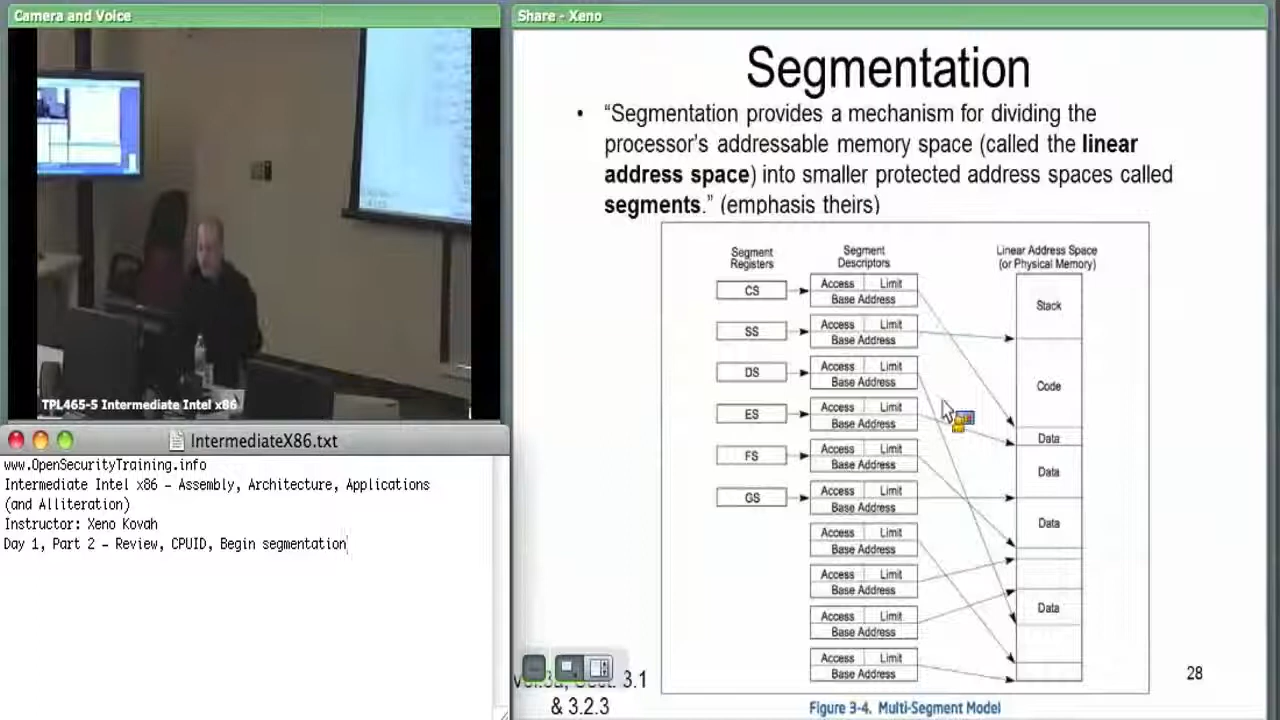 Camera and Voice
TPL465-5 Intermediate Intel x86
IntermediateX86.txt
www.OpenSecurityTraining.info
Intermediate Intel x86 – Assembly, Architecture, Applications
(and Alliteration)
Instructor: Xeno Kovah
Day 1, Part 2 – Review, CPUID, Begin segmentation
Share - Xeno
Segmentation
• “Segmentation provides a mechanism for dividing the
processor's addressable memory space (called the linear
address space) into smaller protected address spaces called
segments.” (emphasis theirs)
Segment
Registers
Segment
Descriptors
Linear Address Space
(or Physical Memory)
CS
SS
DS
ES
FS
GS
Access Limit
Base Address
Access Limit
Base Address
Access Limit
Base Address
Access Limit
Base Address
Access Limit
Base Address
Access Limit
Base Address
Access Limit
Base Address
Access Limit
Base Address
Access Limit
Base Address
Access Limit
Base Address
Stack
Code
Data
Data
Data
Data
3.1
& 3.2.3
Figure 3-4. Multi-Segment Model
28